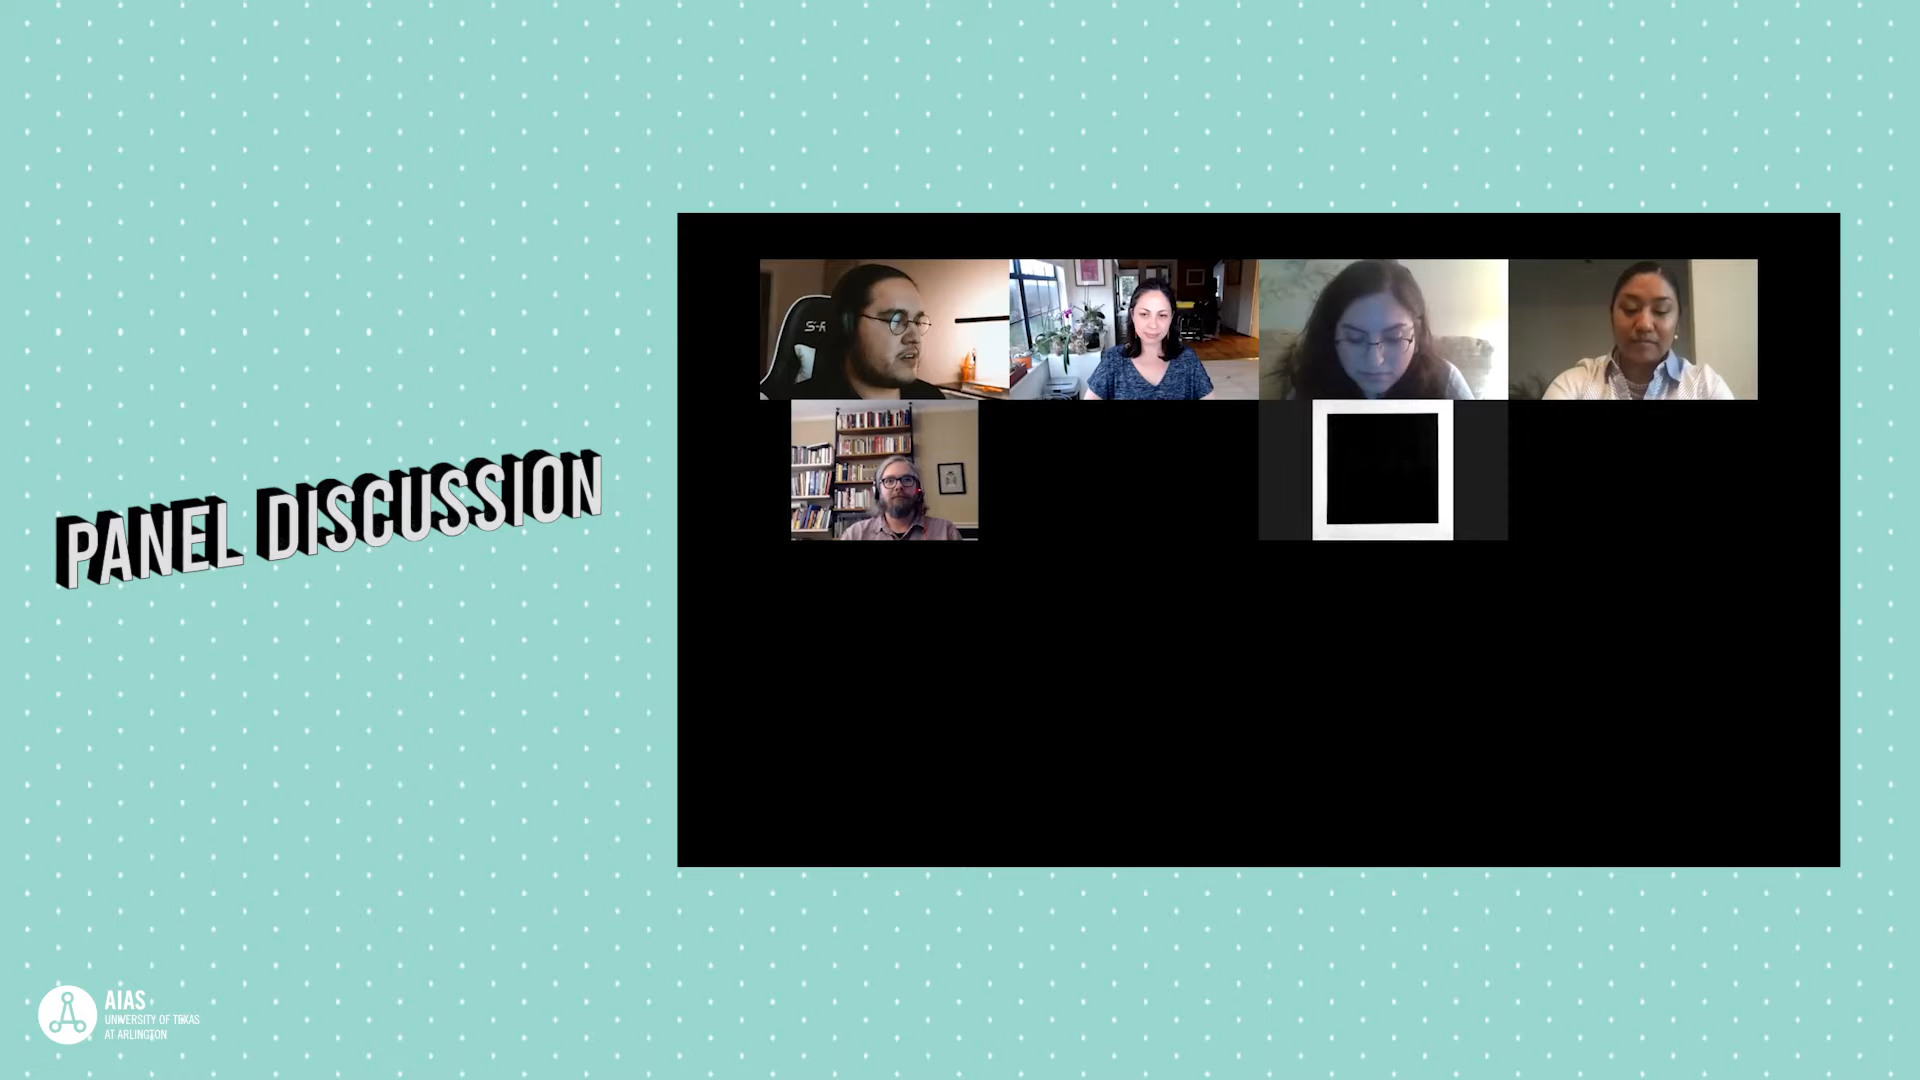 PANEL DISCUSSION
S-R
AIAS
UNIVERSITY OF TEXAS
AT ARLINGTON